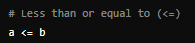 # Less than or equal to (<=)
a <= b